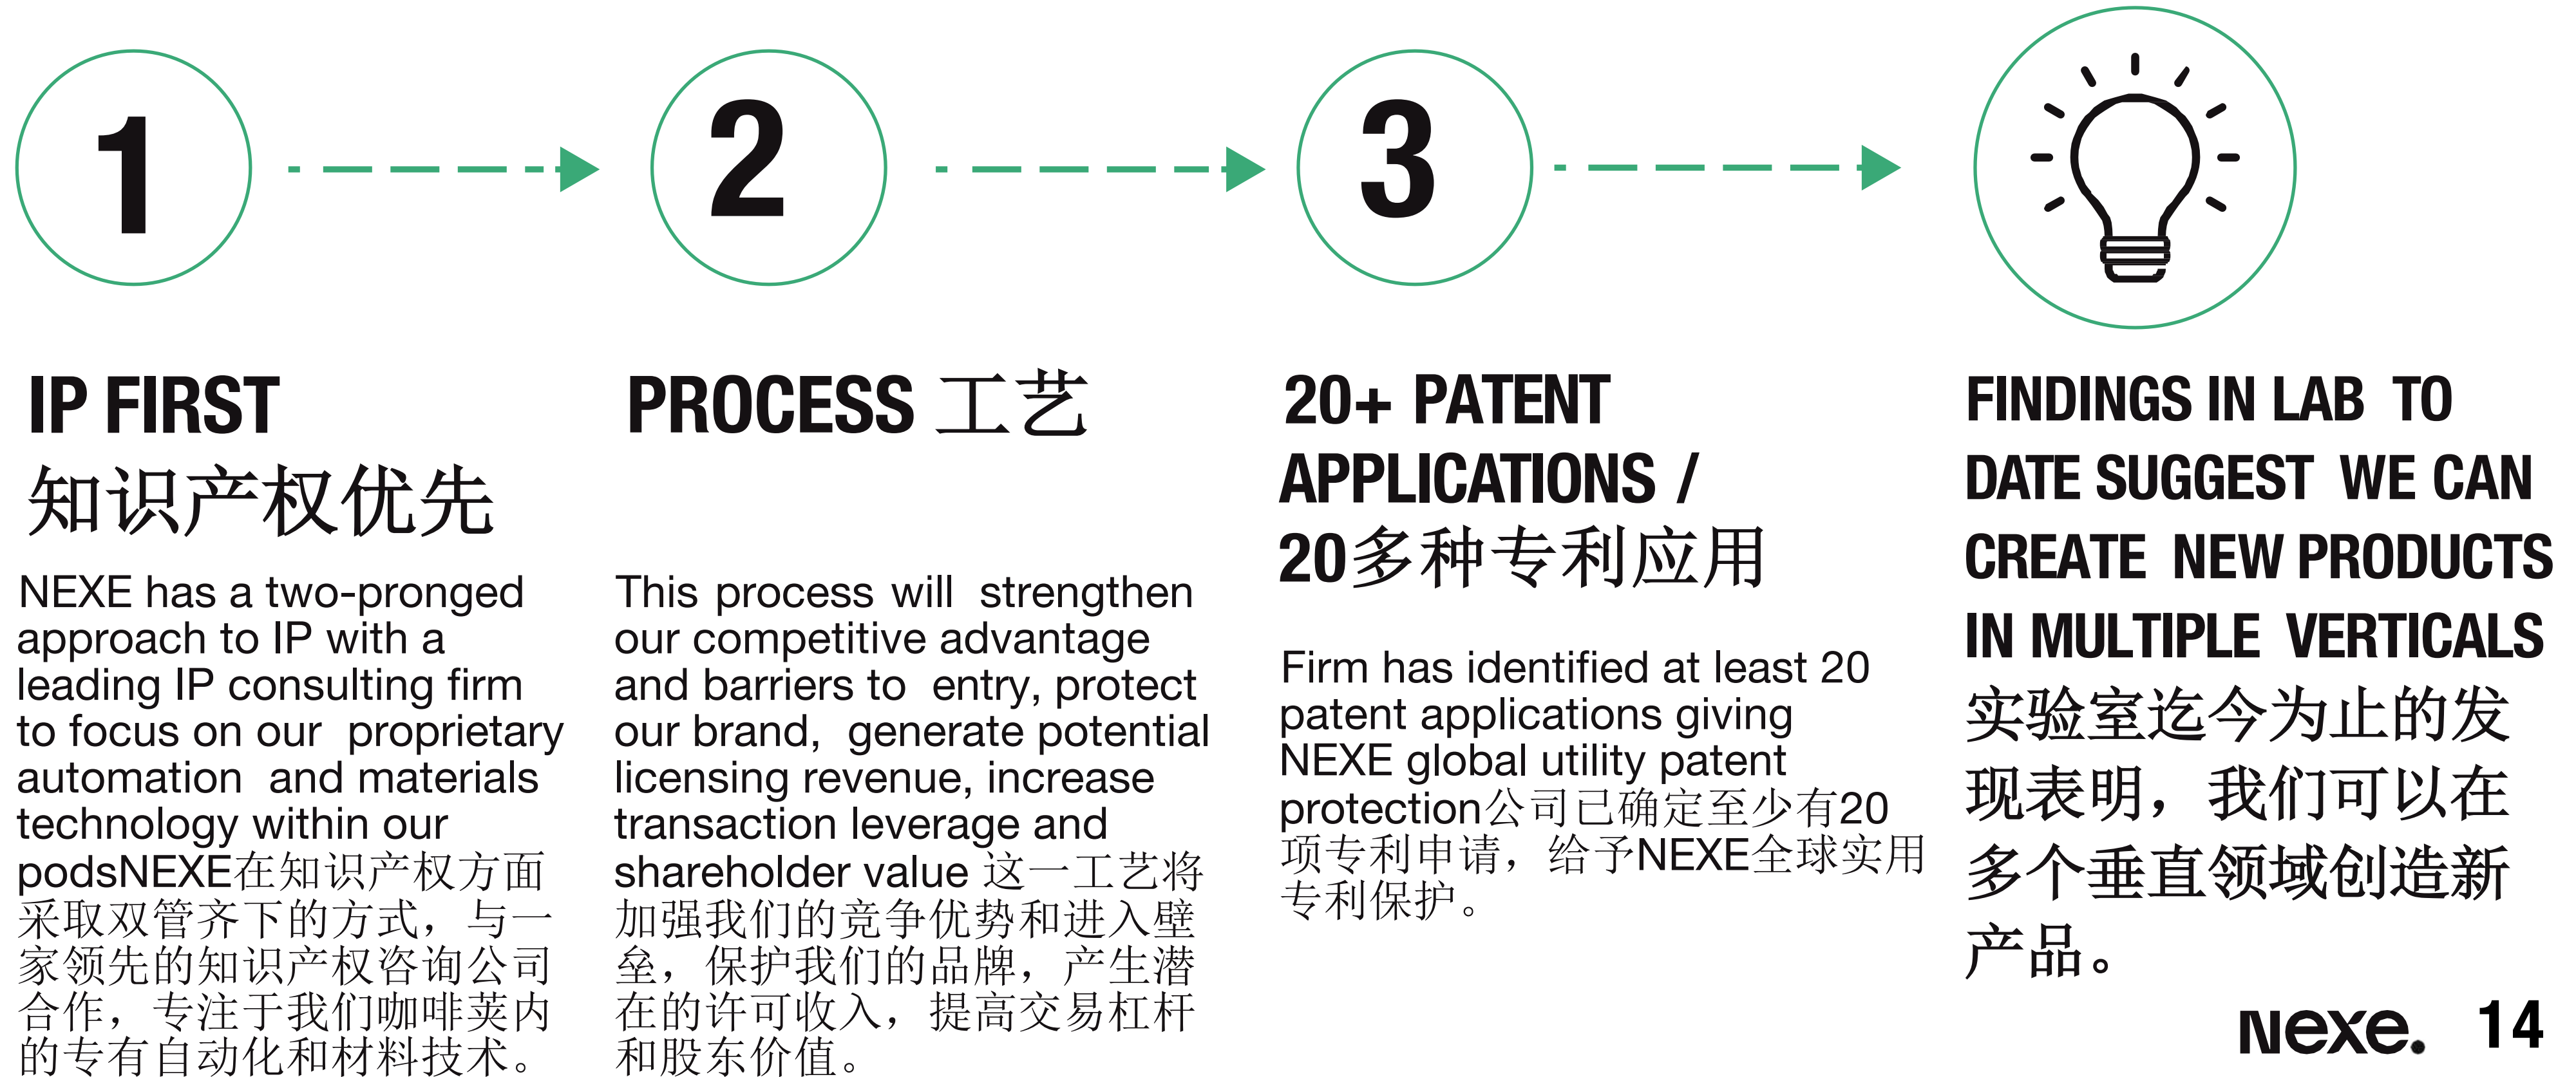 1
2
3
IP FIRST
知识产权优先
NEXE has a two-pronged
approach to IP with a
leading IP consulting firm
to focus on our proprietary
automation and materials
technology within our
podsNEXE在知识产权方面
采取双管齐下的方式，与一
家领先的知识产权咨询公司
合作，专注于我们咖啡荚内
的专有自动化和材料技术。
PROCESS 工艺
This process will strengthen
our competitive advantage
and barriers to entry, protect
our brand, generate potential
licensing revenue, increase
transaction leverage and
shareholder value 这一工艺将
加强我们的竞争优势和进入壁
垒，保护我们的品牌，产生潜
在的许可收入，提高交易杠杆
和股东价值。
20+ PATENT
APPLICATIONS /
20多种专利应用
Firm has identified at least 20
patent applications giving
NEXE global utility patent
protection公司已确定至少有20
项专利申请，给予NEXE全球实用
专利保护。
FINDINGS IN LAB TO
DATE SUGGEST WE CAN
CREATE NEW PRODUCTS
IN MULTIPLE VERTICALS
实验室迄今为止的发
现表明，我们可以在
多个垂直领域创造新
产品。
Nexe. 14